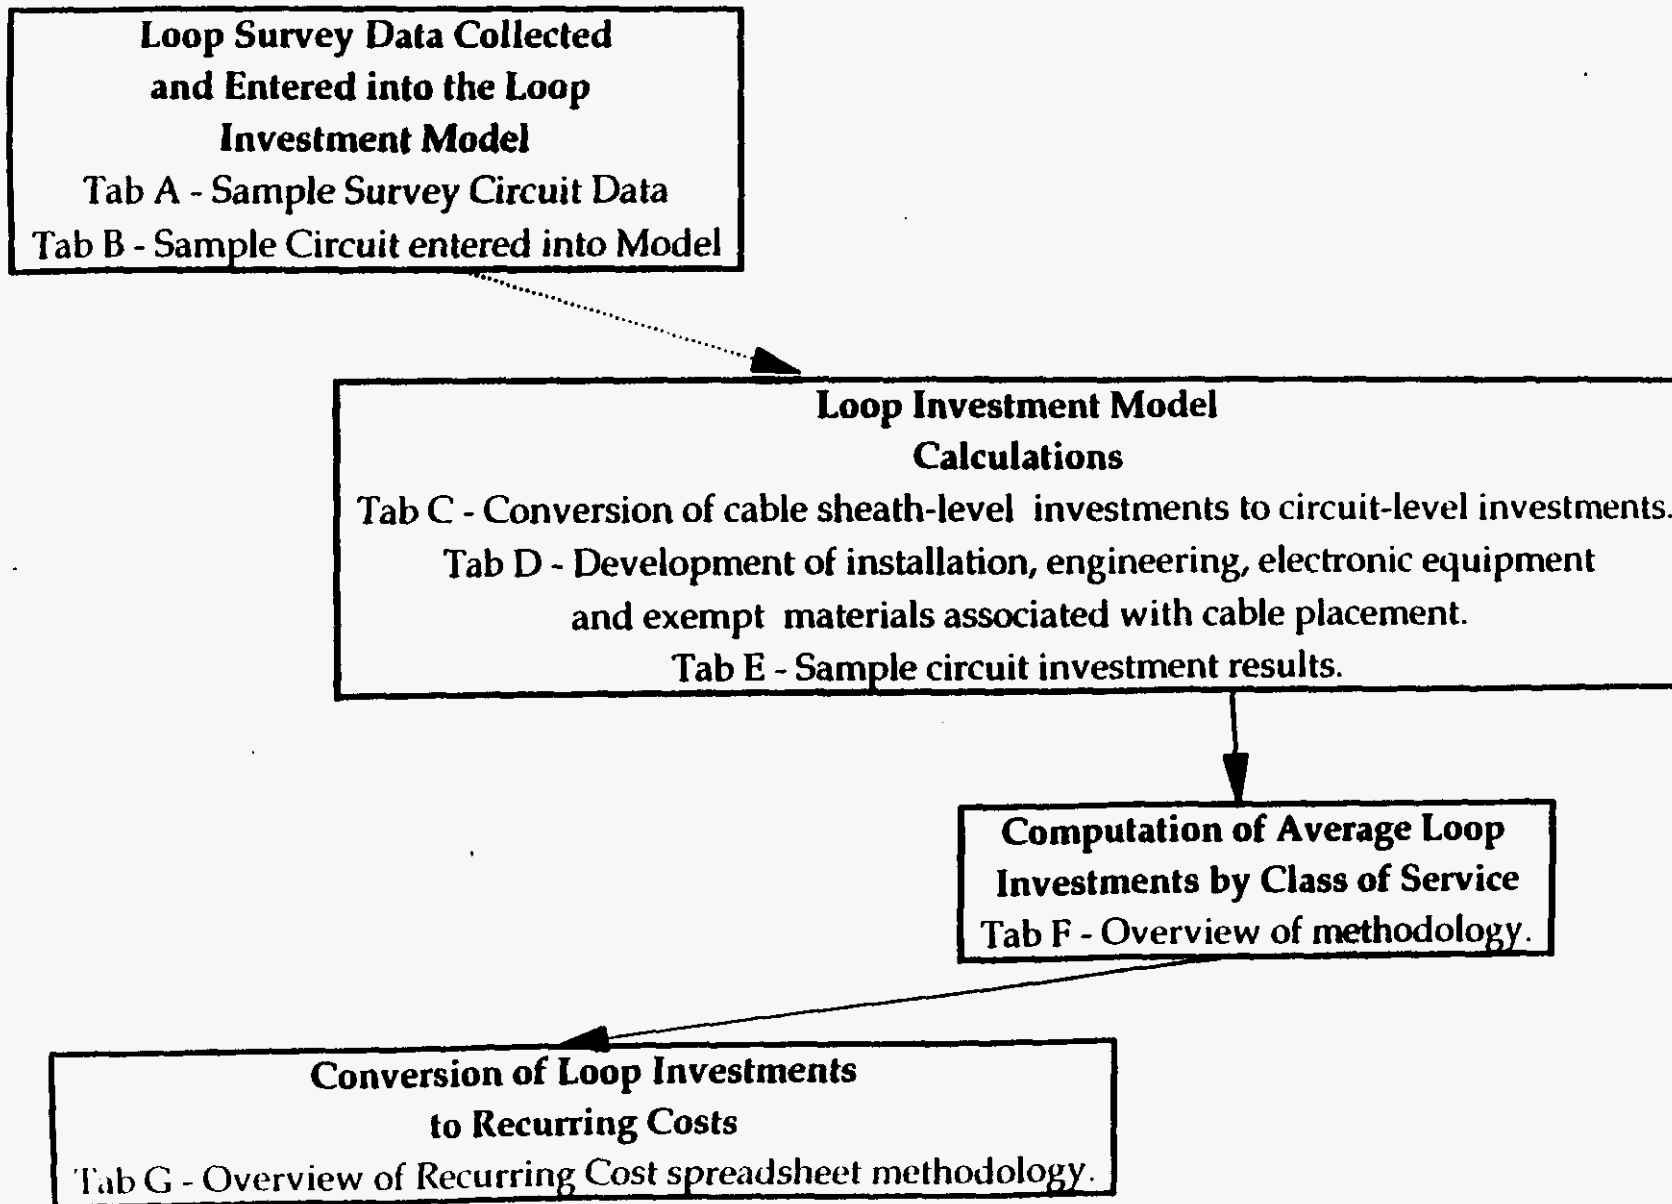 Loop Survey Data Collected
and Entered into the Loop
Investment Model
Tab A - Sample Survey Circuit Data
Tab B - Sample Circuit entered into Model
Loop Investment Model
Calculations
Tab C - Conversion of cable sheath-level investments to circuit-level investments.
Tab D - Development of installation, engineering, electronic equipment
and exempt materials associated with cable placement.
Tab E - Sample circuit investment results.
Computation of Average Loop
Investments by Class of Service
Tab F - Overview of methodology.
Conversion of Loop Investments
to Recurring Costs
Tab G - Overview of Recurring Cost spreadsheet methodology.